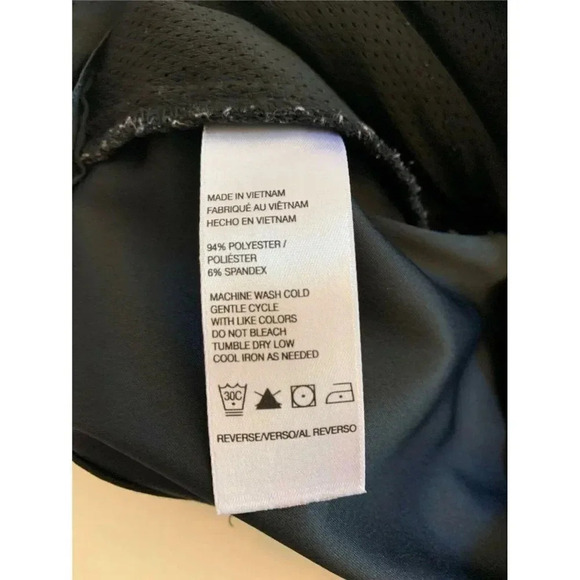 MADE IN VIETNAM
FABRIQUÉ AU VIÊTNAM
HECHO EN VIETNAM
94% POLYESTER /
POLIÉSTER
6% SPANDEX
MACHINE WASH COLD
GENTLE CYCLE
WITH LIKE COLORS
DO NOT BLEACH
TUMBLE DRY LOW
COOL IRON AS NEEDED
30C
REVERSE/VERSO/AL REVERSO